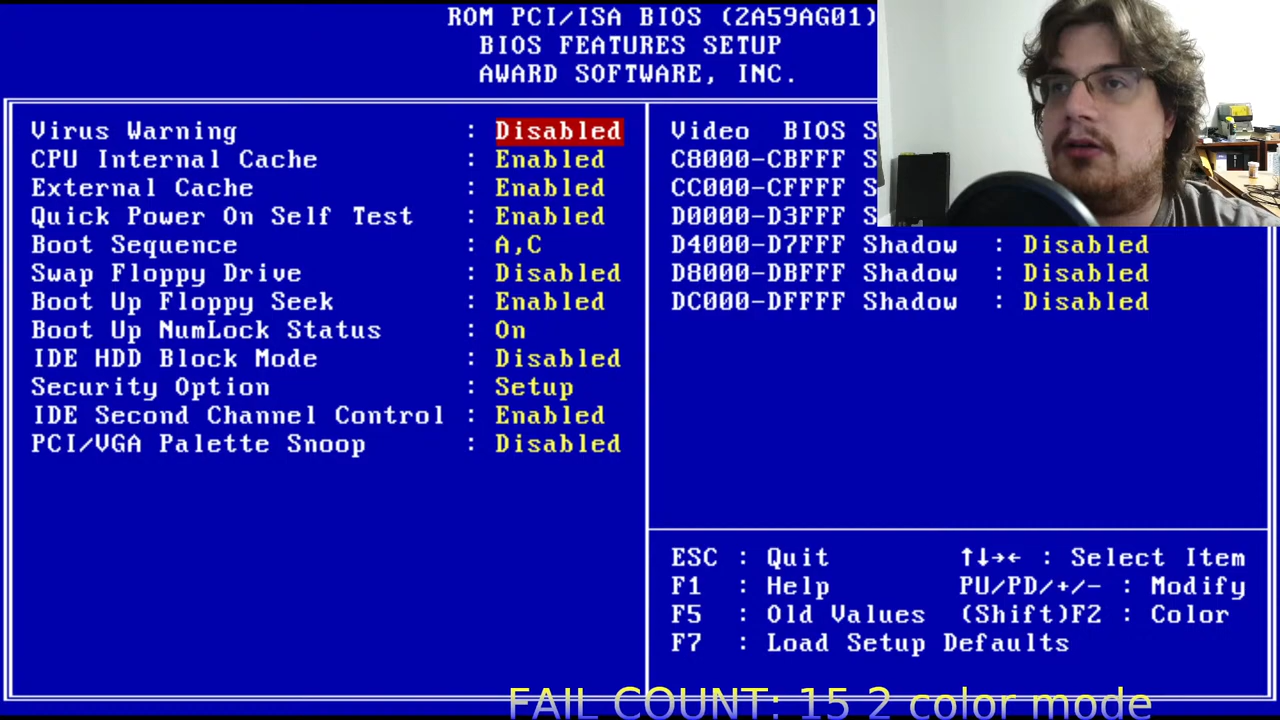 ROM PCI/ISA BIOS (2A59AG01)
BIOS FEATURES SETUP
AWARD SOFTWARE, INC.
Virus Warning : Disabled
CPU Internal Cache : Enabled
External Cache : Enabled
Quick Power On Self Test : Enabled
Boot Sequence : A,C
Swap Floppy Drive : Disabled
Boot Up Floppy Seek : Enabled
Boot Up NumLock Status : On
IDE HDD Block Mode : Disabled
Security Option : Setup
IDE Second Channel Control : Enabled
PCI/VGA Palette Snoop : Disabled
Video BIOS S
C8000-CBFFF S
CC000-CFFFF S
D0000-D3FFF S
D4000-D7FFF Shadow : Disabled
D8000-DBFFF Shadow : Disabled
DC000-DFFFF Shadow : Disabled
ESC : Quit ↑↓→← : Select Item
F1 : Help PU/PD/+/- : Modify
F5 : Old Values (Shift)F2 : Color
F7 : Load Setup Defaults
FAIL COUNT: 15 2 color mode